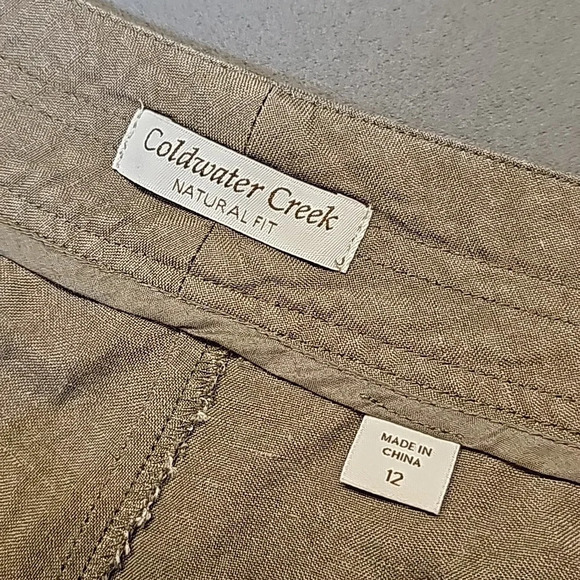 Coldwater Creek
NATURAL FIT
MADE IN
CHINA
12